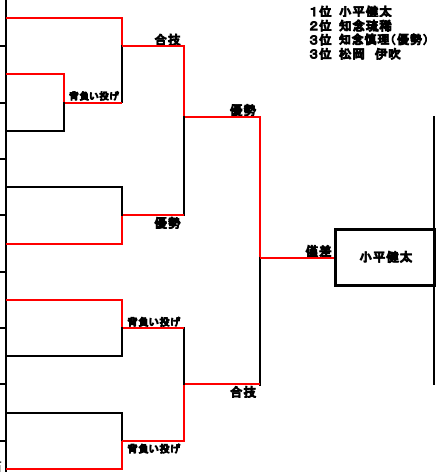 1位 小平健太
2位 知念琉稀
3位 知念慎理(優勢)
3位 松岡 伊吹
合技
背負い投げ
優勢
優勢
僅差
小平健太
背負い投げ
合技
背負い投げ